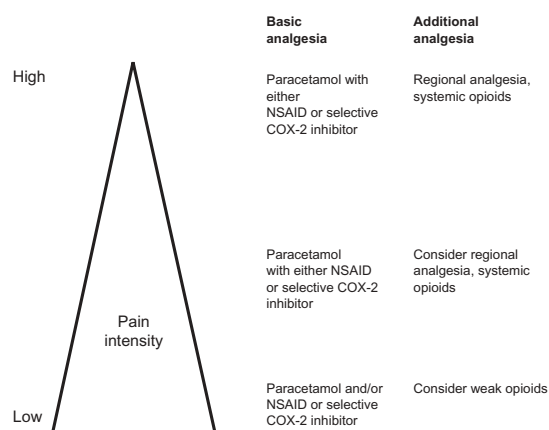 Basic
analgesia
Additional
analgesia
High
Paracetamol with
either
NSAID or selective
COX-2 inhibitor
Regional analgesia,
systemic opioids
Paracetamol
with either NSAID
or selective COX-2
inhibitor
Consider regional
analgesia, systemic
opioids
Pain
intensity
Low
Paracetamol and/or
NSAID or selective
COX-2 inhibitor
Consider weak opioids